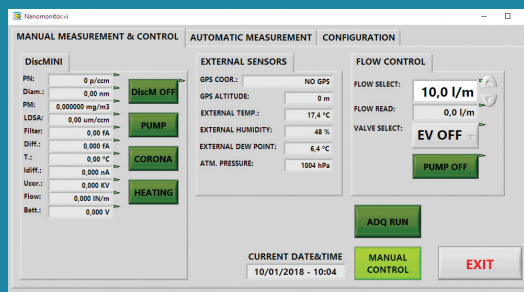 Nanomonitor.vi
MANUAL MEASUREMENT & CONTROL AUTOMATIC MEASUREMENT CONFIGURATION
DiscMINI
PN: 0 p/ccm
Diam.: 0,00 nm
PM: 0,000000 mg/m3
LDSA: 0,00 um/ccm
Filter: 0,00 fA
Diff.: 0,000 fA
T.: 0,00 °C
Idiff.: 0,000 nA
Ucor.: 0,000 KV
Flow: 0,000 lN/m
Batt.: 0,000 V
DiscM OFF
PUMP
CORONA
HEATING
EXTERNAL SENSORS
GPS COOR.: NO GPS
GPS ALTITUDE: 0 m
EXTERNAL TEMP.: 17,4 °C
EXTERNAL HUMIDITY: 48 %
EXTERNAL DEW POINT: 6,4 °C
ATM. PRESSURE: 1004 hPa
FLOW CONTROL
FLOW SELECT: 10,0 l/m
FLOW READ: 0,0 l/m
VALVE SELECT: EV OFF
PUMP OFF
ADQ RUN
CURRENT DATE&TIME
10/01/2018 - 10:04
MANUAL
CONTROL
EXIT